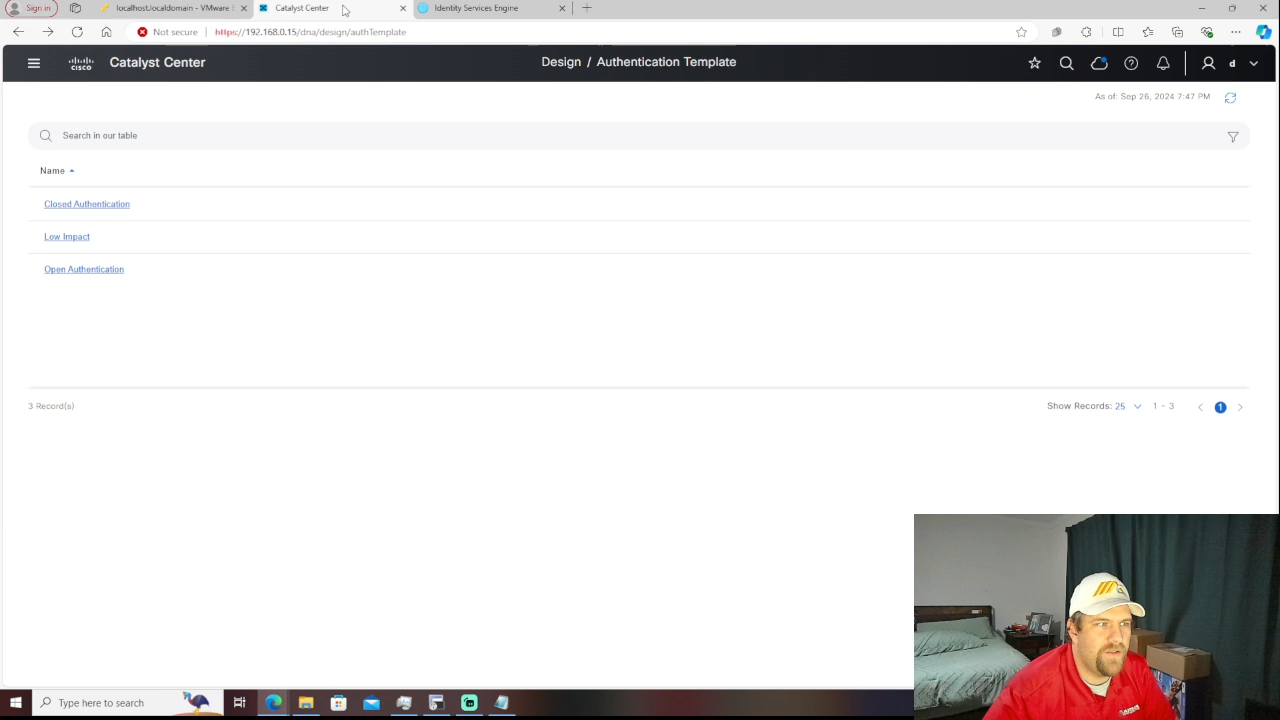 Sign in
localhost.localdomain - VMware
Catalyst Center
Identity Services Engine
Not secure
https://192.168.0.15/dna/design/authTemplate
cisco
Catalyst Center
Design / Authentication Template
d
As of: Sep 26, 2024 7:47 PM
Search in our table
Name
Closed Authentication
Low Impact
Open Authentication
3 Record(s)
Show Records: 25
1 - 3
1
Type here to search